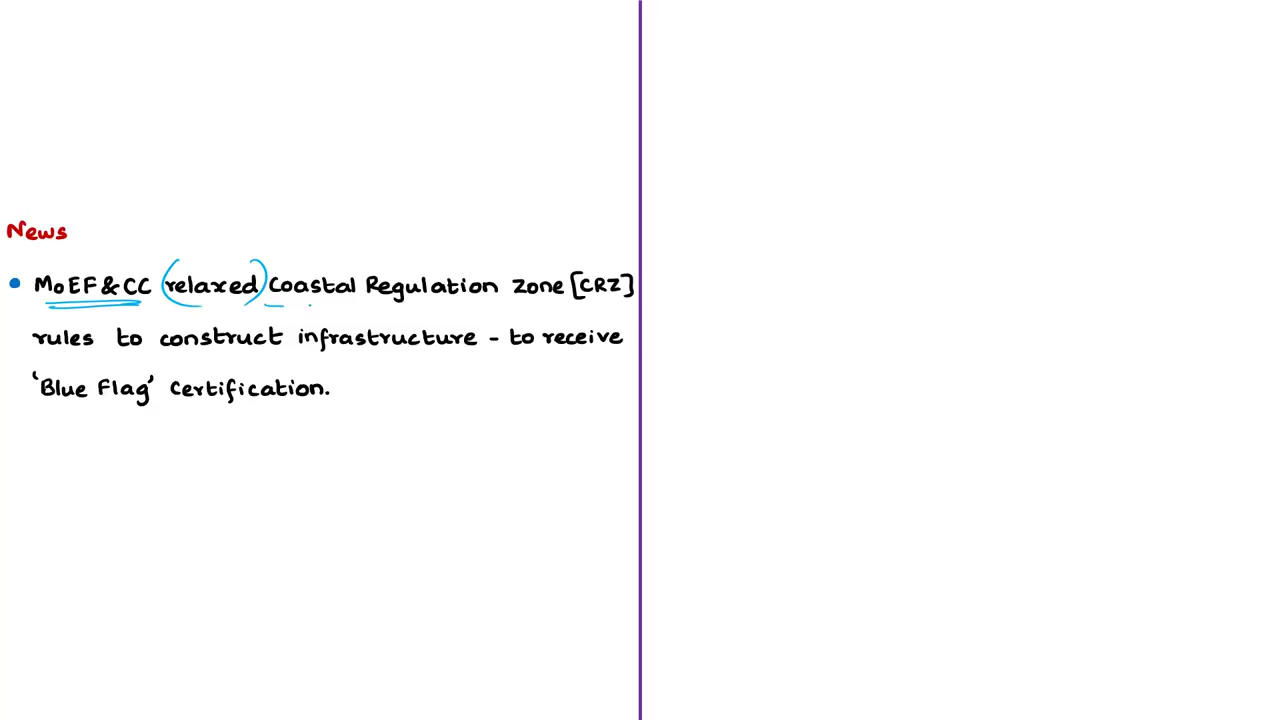 News
• MoEF&CC relaxed Coastal Regulation Zone [CRZ]
rules to construct infrastructure - to receive
'Blue Flag' Certification.